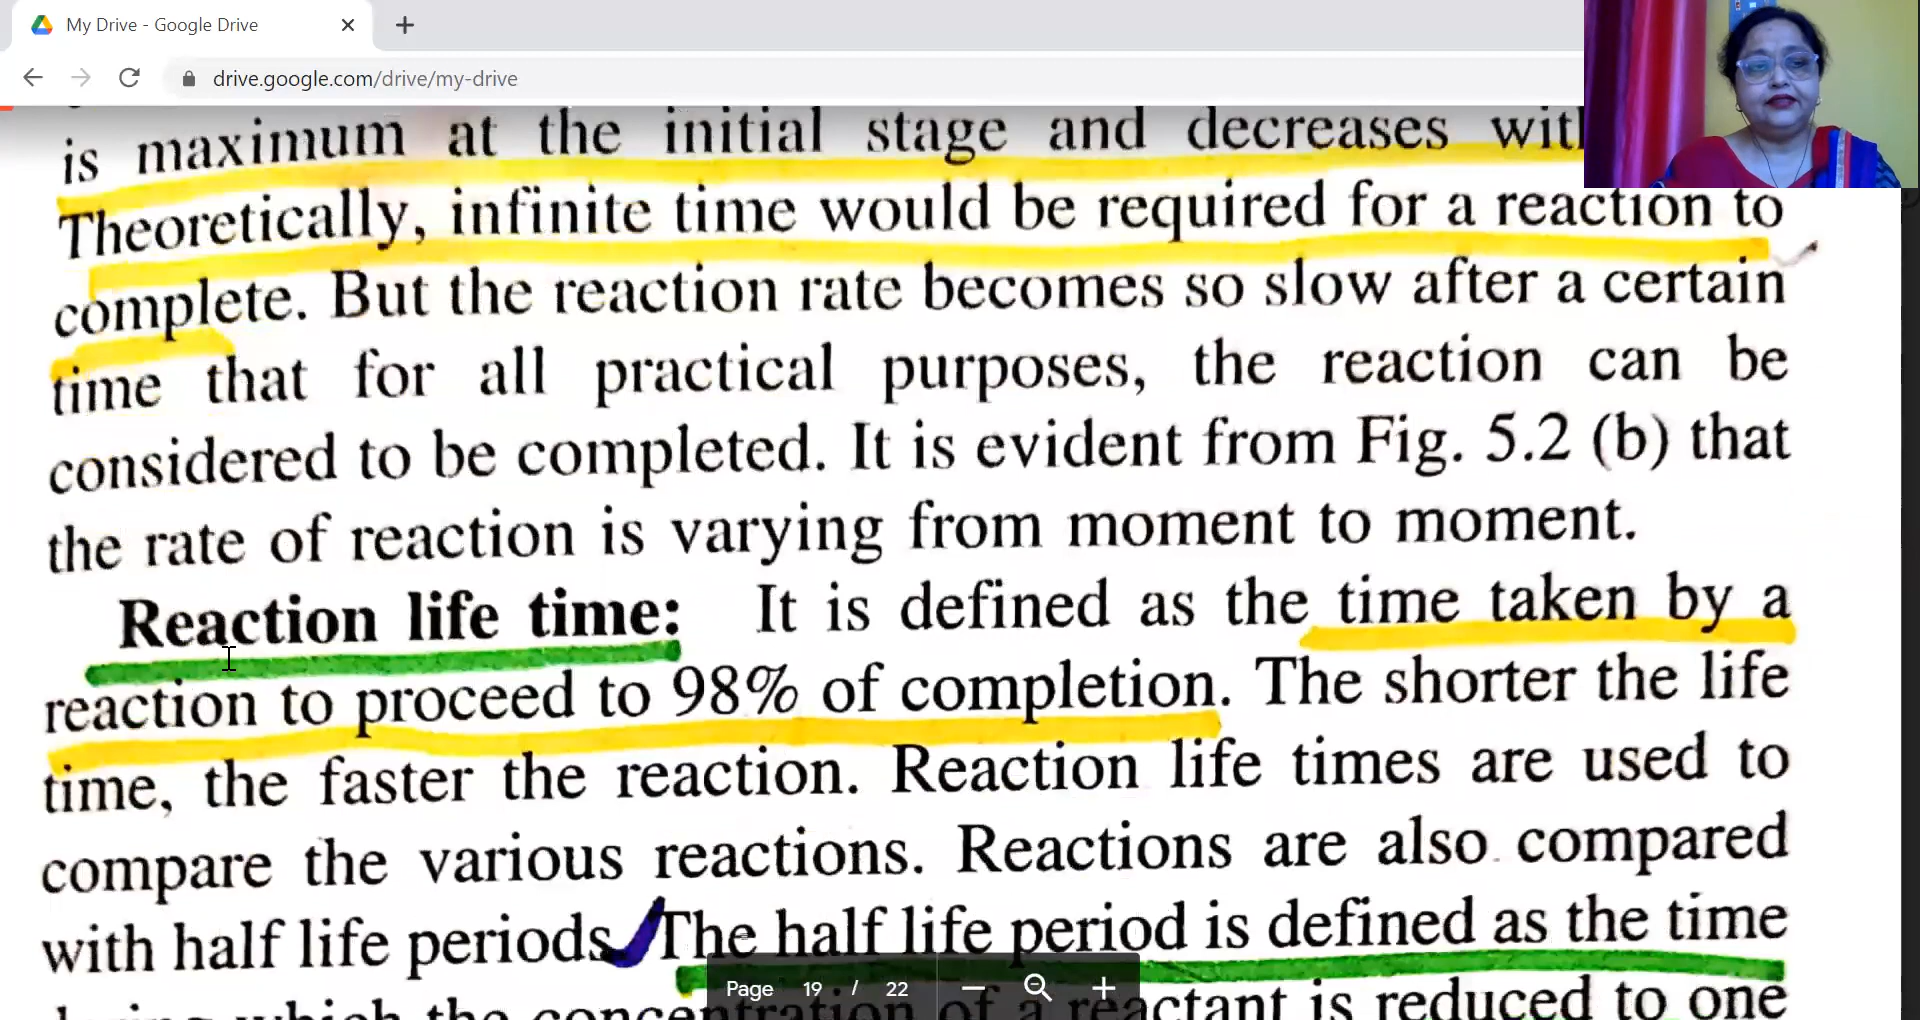 My Drive - Google Drive
drive.google.com/drive/my-drive
is maximum at the initial stage and decreases
Theoretically, infinite time would be required for a reaction to
complete. But the reaction rate becomes so slow after a certain
time that for all practical purposes, the reaction can be
considered to be completed. It is evident from Fig. 5.2 (b) that
the rate of reaction is varying from moment to moment.
Reaction life time: It is defined as the time taken by a
reaction to proceed to 98% of completion. The shorter the life
time, the faster the reaction. Reaction life times are used to
compare the various reactions. Reactions are also compared
with half life periods. The half life period is defined as the time
Page 19 / 22
during which the concentration of a reactant is reduced to one